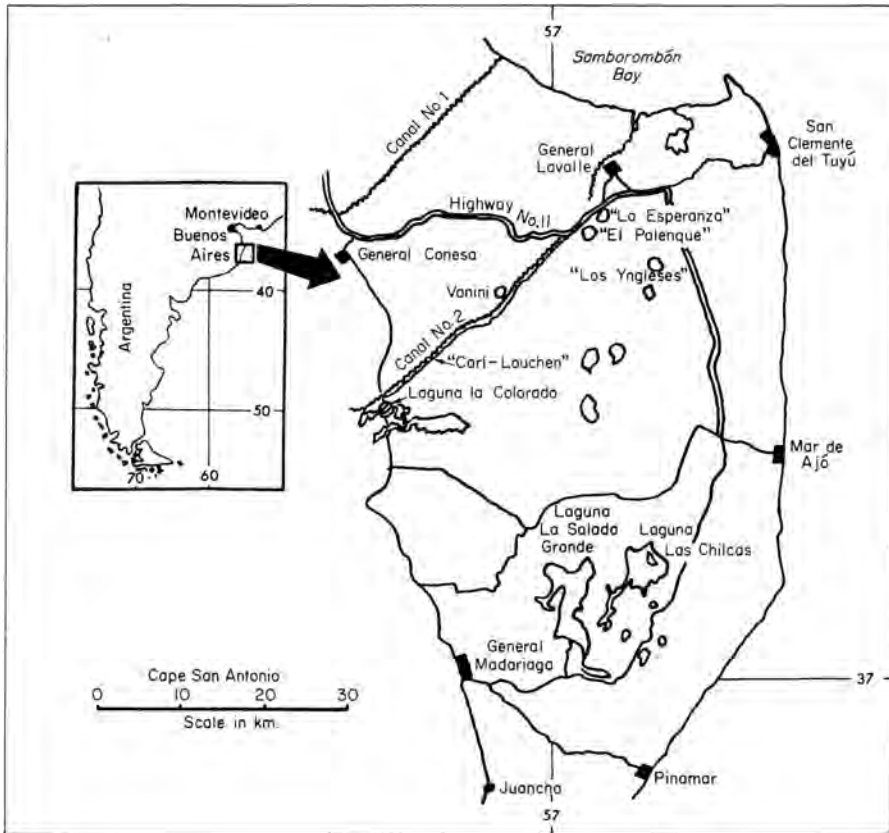 57
Samborombón
Bay
Canal No. 1
General
Lavalle
San
Clemente
del Tuyú
Highway
No. 11
"La Esperanza"
"El Palenque"
General Conesa
"Los Yngleses"
Vanini
Canal No. 2
"Cari-Lauchen"
Laguna la Colorado
Mar de
Ajó
Laguna
La Salada
Grande
Laguna
Las Chilcas
General
Madariaga
37
Juancho
Pinamar
57
Montevideo
Buenos
Aires
Argentina
40
50
70
60
Cape San Antonio
0 10 20 30
Scale in km.